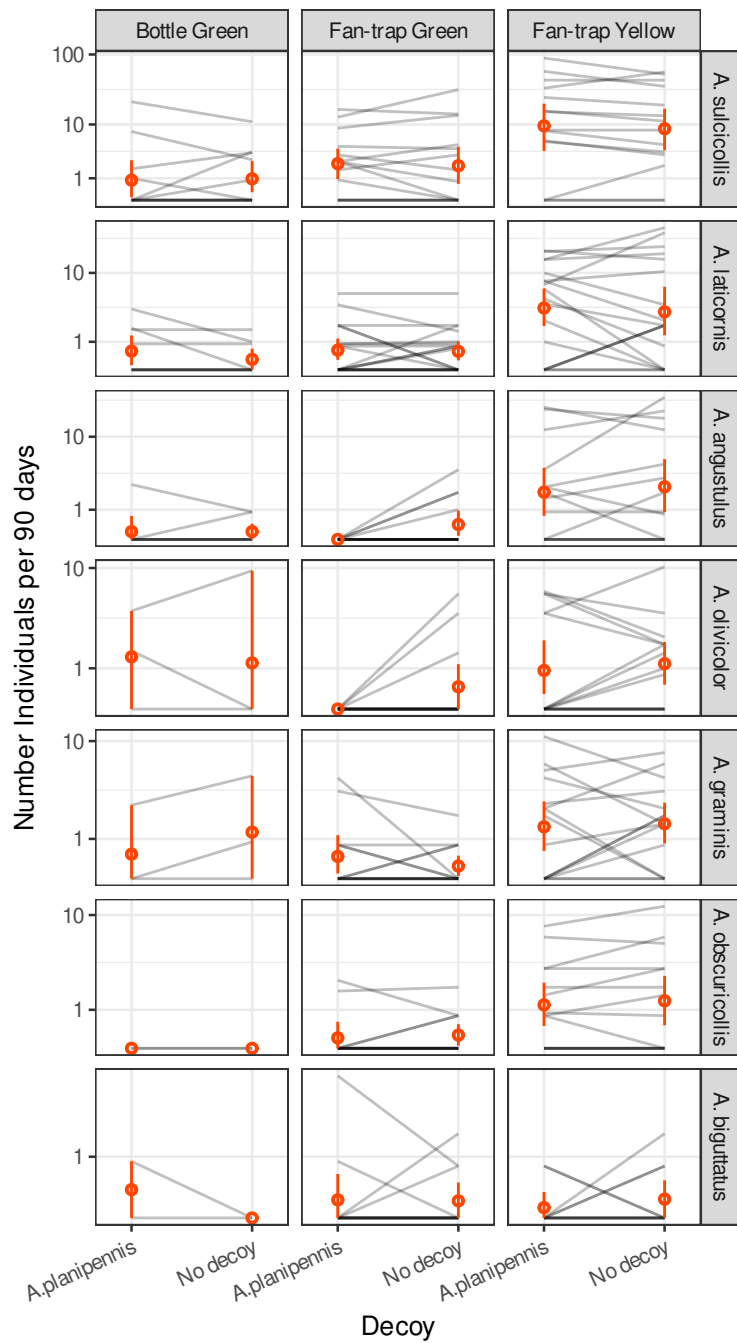 Bottle Green
Fan-trap Green
Fan-trap Yellow
100
10
1
A. sulcicollis
10
1
A. laticornis
10
1
A. angustulus
10
1
A. olivicolor
10
1
A. graminis
10
1
A. obscuricollis
1
A. biguttatus
Number Individuals per 90 days
A.planipennis
No decoy
A.planipennis
No decoy
A.planipennis
No decoy
Decoy